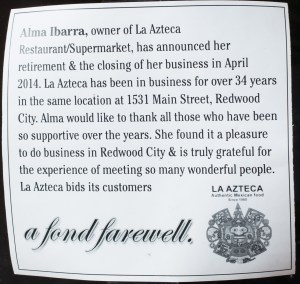 Alma Ibarra, owner of La Azteca
Restaurant/Supermarket, has announced her
retirement & the closing of her business in April
2014. La Azteca has been in business for over 34 years
in the same location at 1531 Main Street, Redwood
City. Alma would like to thank all those who have been
so supportive over the years. She found it a pleasure
to do business in Redwood City & is truly grateful for
the experience of meeting so many wonderful people.
La Azteca bids its customers
a fond farewell.
LA AZTECA
Authentic Mexican food
Since 1980